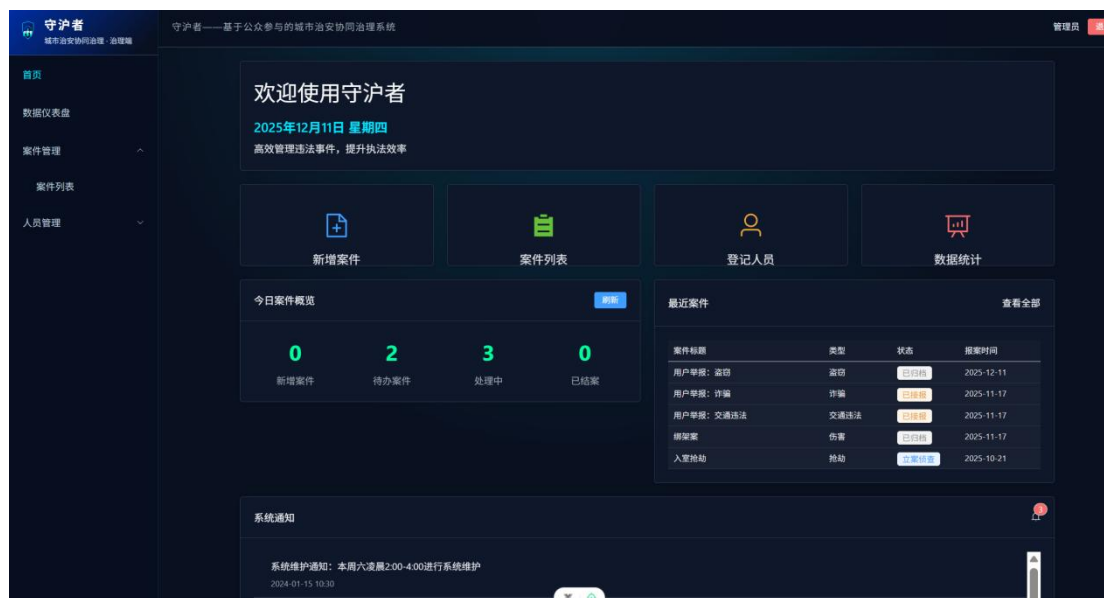 守沪者
城市治安协同治理·治理端
守沪者——基于公众参与的城市治安协同治理系统
管理员
首页
数据仪表盘
案件管理
案件列表
人员管理
欢迎使用守沪者
2025年12月11日 星期四
高效管理违法事件，提升执法效率
新增案件
案件列表
登记人员
数据统计
今日案件概览
刷新
0
2
3
0
新增案件
待办案件
处理中
已结案
最近案件
查看全部
案件标题 类型 状态 报案时间
用户举报：盗窃 盗窃 已归档 2025-12-11
用户举报：诈骗 诈骗 已接报 2025-11-17
用户举报：交通违法 交通违法 已接报 2025-11-17
绑架案 伤害 已归档 2025-11-17
入室抢劫 抢劫 立案侦查 2025-10-21
系统通知
3
系统维护通知：本周六凌晨2:00-4:00进行系统维护
2024-01-15 10:30